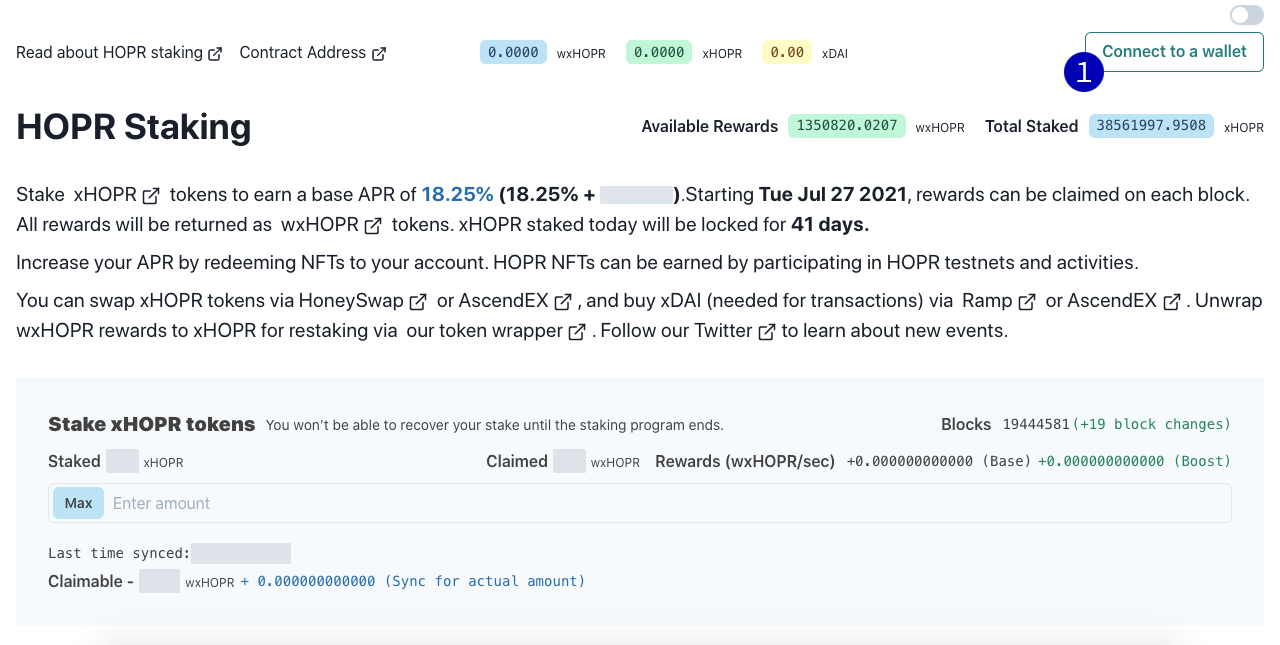 Read about HOPR staking Contract Address 0.0000 wxHOPR 0.0000 xHOPR 0.00 xDAI Connect to a wallet
1
HOPR Staking Available Rewards 1350820.0207 wxHOPR Total Staked 38561997.9508 xHOPR
Stake xHOPR tokens to earn a base APR of 18.25% (18.25% + ).Starting Tue Jul 27 2021, rewards can be claimed on each block.
All rewards will be returned as wxHOPR tokens. xHOPR staked today will be locked for 41 days.
Increase your APR by redeeming NFTs to your account. HOPR NFTs can be earned by participating in HOPR testnets and activities.
You can swap xHOPR tokens via HoneySwap or AscendEX , and buy xDAI (needed for transactions) via Ramp or AscendEX . Unwrap
wxHOPR rewards to xHOPR for restaking via our token wrapper . Follow our Twitter to learn about new events.
Stake xHOPR tokens You won't be able to recover your stake until the staking program ends. Blocks 19444581(+19 block changes)
Staked xHOPR Claimed wxHOPR Rewards (wxHOPR/sec) +0.000000000000 (Base) +0.000000000000 (Boost)
Max Enter amount
Last time synced:
Claimable - wxHOPR + 0.000000000000 (Sync for actual amount)